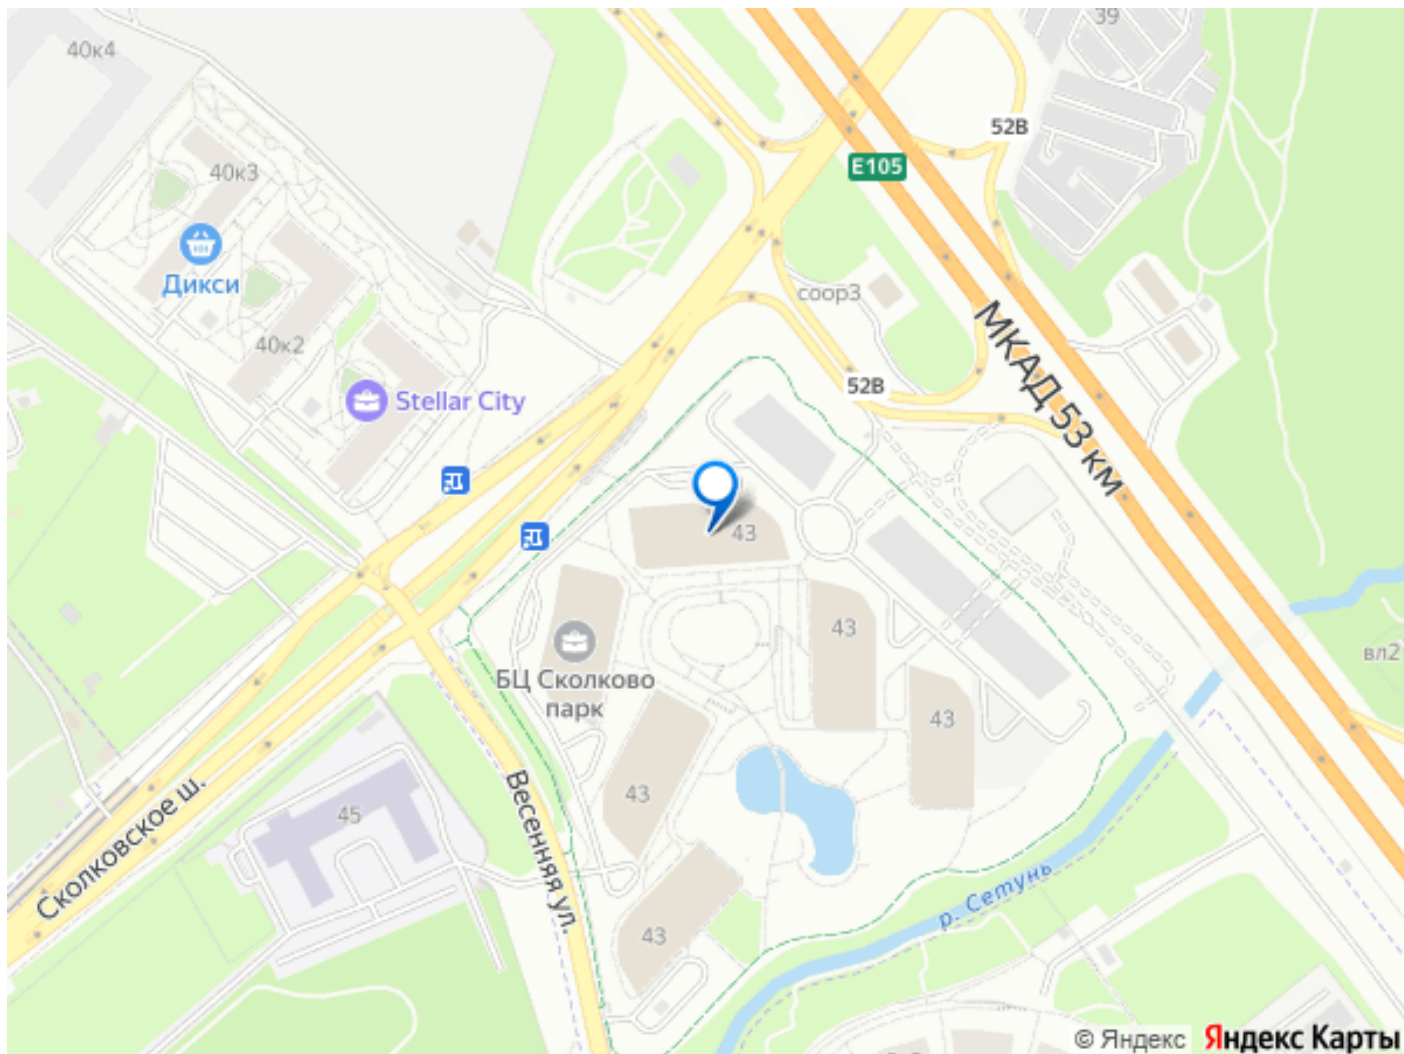 39
40к4
52В
E105
40к3
Дикси
соор3
40к2
МКАД 53 км
52В
Stellar City
43
43
вл2
БЦ Сколково
парк
43
43
45
Сколковское ш.
Весенняя ул.
р. Сетунь
43
© Яндекс
Яндекс Карты